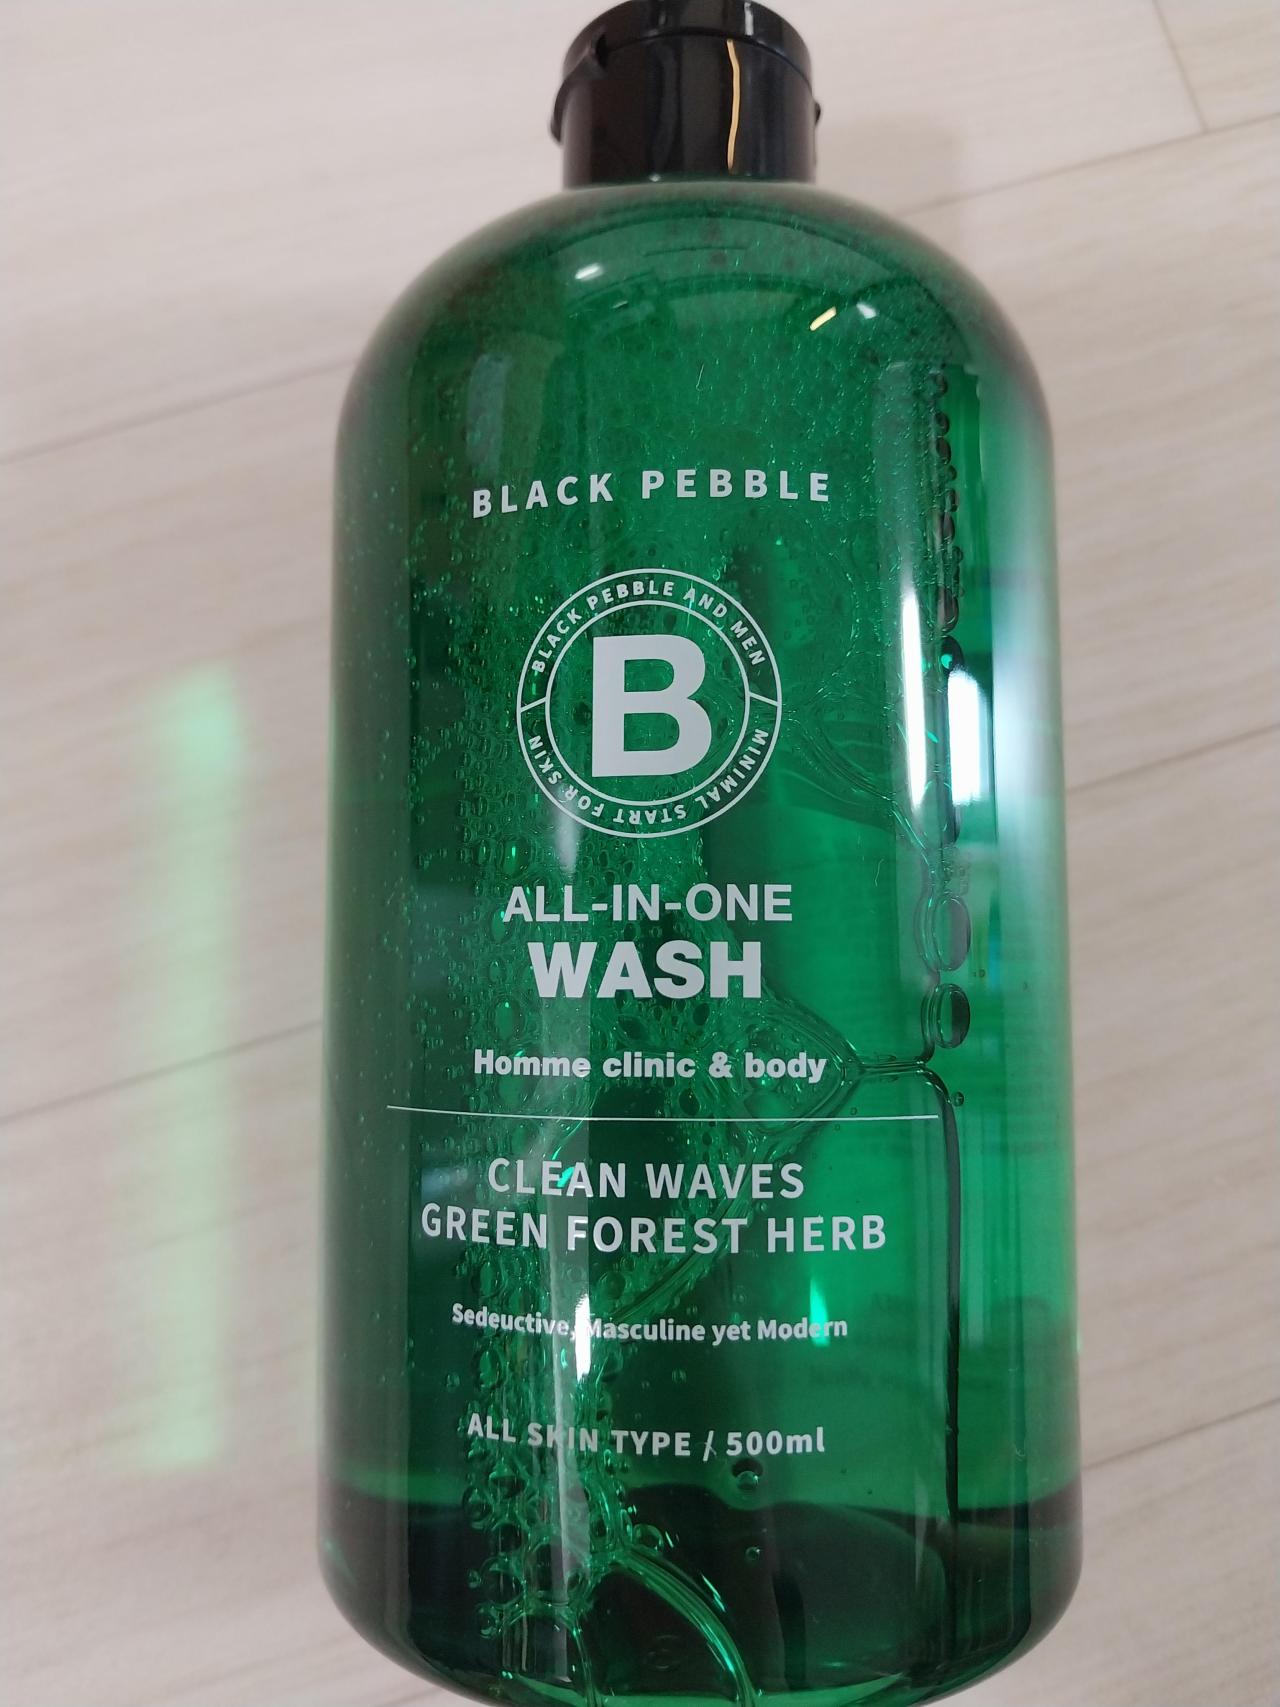 BLACK PEBBLE
BLACK PEBBLE AND MEN
MINIMAL START FOR SKIN
B
ALL-IN-ONE
WASH
Homme clinic & body
CLEAN WAVES
GREEN FOREST HERB
Sedeuctive, Masculine yet Modern
ALL SKIN TYPE / 500ml